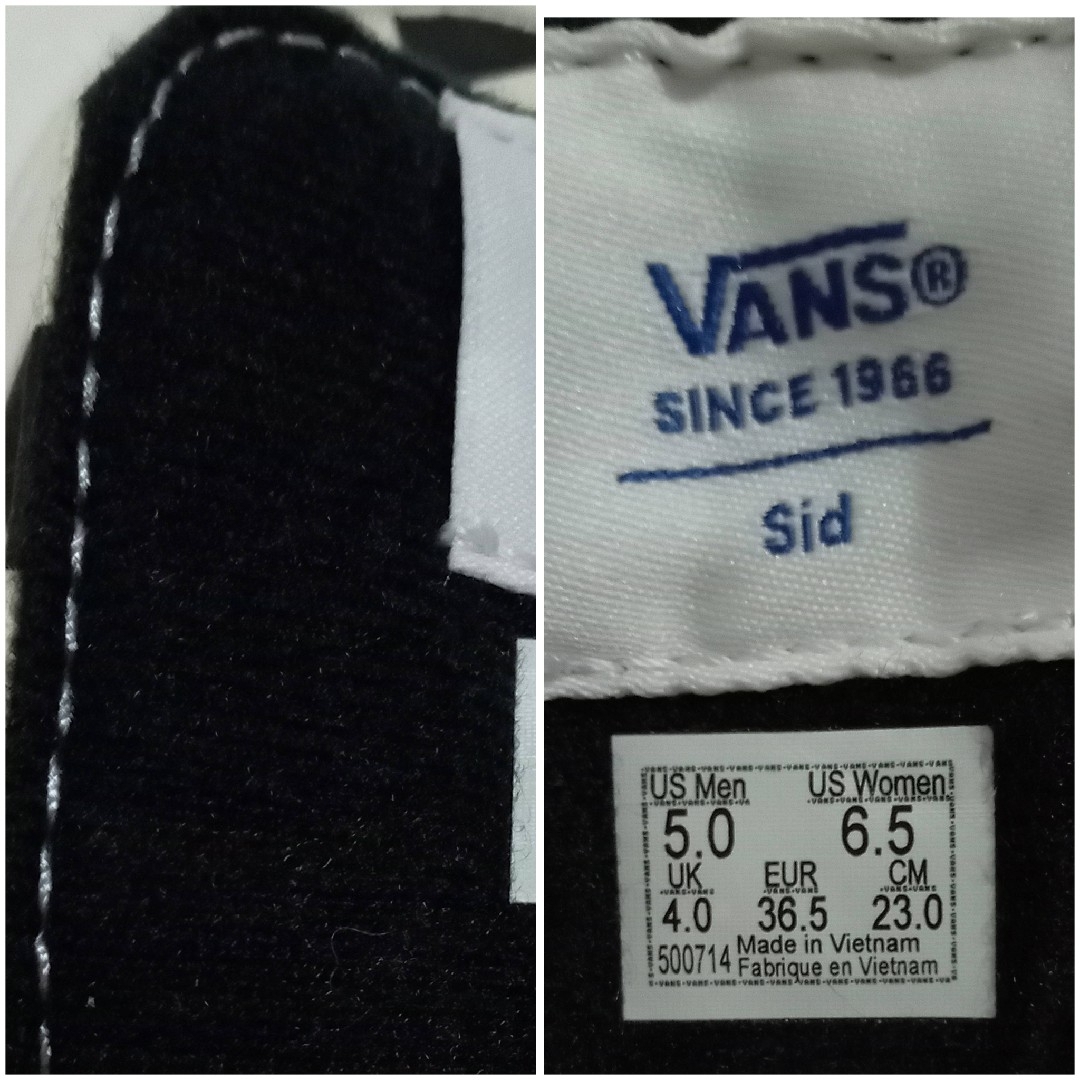 VANS®
SINCE 1966
Sid
US Men US Women
5.0 6.5
UK EUR CM
4.0 36.5 23.0
500714 Made in Vietnam
Fabrique en Vietnam